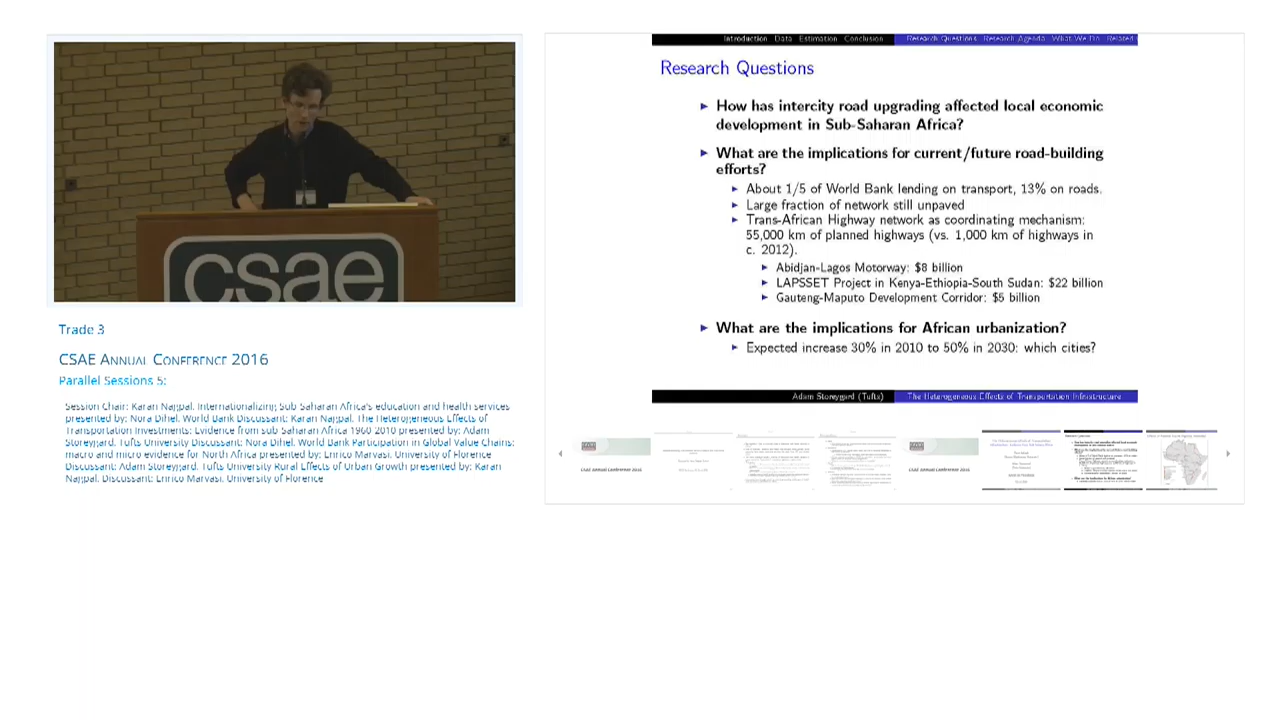 csae
Trade 3
CSAE ANNUAL CONFERENCE 2016
Parallel Sessions 5:
Session Chair: Karan Nagpal. Internationalizing Sub Saharan Africa's education and health services
presented by: Nora Dihel. World Bank Discussant: Karan Nagpal. The Heterogeneous Effects of
Transportation Investments: Evidence from sub Saharan Africa 1960 2010 presented by: Adam
Storeygard. Tufts University Discussant: Nora Dihel. World Bank Participation in Global Value Chains:
macro and micro evidence for North Africa presented by: Enrico Marvasi. University of Florence
Discussant: Adam Storeygard. Tufts University Rural Effects of Urban Growth presented by: Karan
Nagpal. Discussant: Enrico Marvasi. University of Florence
Introduction Data Estimation Conclusion Research Questions Research Agenda What We Do Related
Research Questions
How has intercity road upgrading affected local economic
development in Sub-Saharan Africa?
What are the implications for current/future road-building
efforts?
About 1/5 of World Bank lending on transport, 13% on roads.
Large fraction of network still unpaved
Trans-African Highway network as coordinating mechanism:
55,000 km of planned highways (vs. 1,000 km of highways in
c. 2012).
Abidjan-Lagos Motorway: $8 billion
LAPSSET Project in Kenya-Ethiopia-South Sudan: $22 billion
Gauteng-Maputo Development Corridor: $5 billion
What are the implications for African urbanization?
Expected increase 30% in 2010 to 50% in 2030: which cities?
Adam Storeygard (Tufts) The Heterogeneous Effects of Transportation Infrastructure
CSAE Annual Conference 2016
CSAE Annual Conference 2016